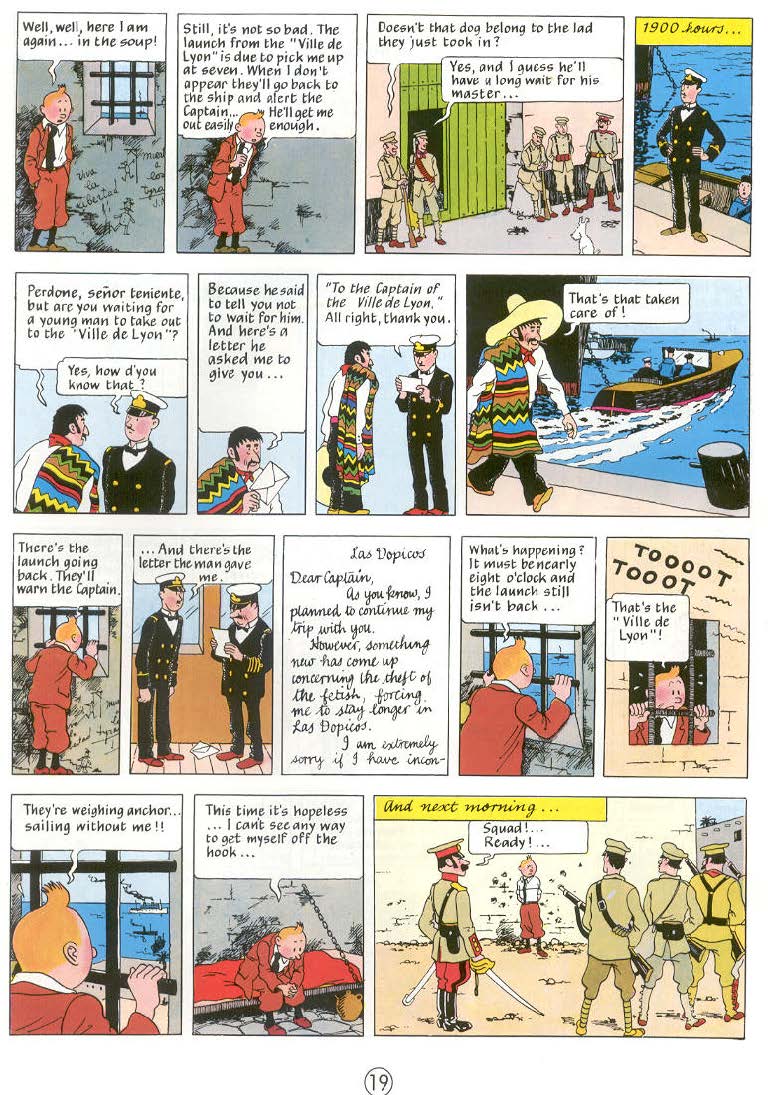 Well, well, here I am
again... in the soup!
viva
la
libertad
Still, it's not so bad. The
launch from the "Ville de
Lyon" is due to pick me up
at seven. When I don't
appear they'll go back to
the ship and alert the
Captain... He'll get me
out easily enough.
Doesn't that dog belong to the lad
they just took in?
Yes, and I guess he'll
have a long wait for his
master...
1900 hours...
Perdone, señor teniente,
but are you waiting for
a young man to take out
to the "Ville de Lyon"?
Yes, how d'you
know that?
Because he said
to tell you not
to wait for him.
And here's a
letter he
asked me to
give you...
"To the Captain of
the Ville de Lyon."
All right, thank you.
That's that taken
care of!
There's the
launch going
back. They'll
warn the Captain.
...And there's the
letter the man gave
me.
Las Dopicos
Dear Captain,
As you know, I
planned to continue my
trip with you.
However, something
new has come up
concerning the theft of
the fetish, forcing
me to stay longer in
Las Dopicos.
I am extremely
sorry if I have incon-
What's happening?
It must be nearly
eight o'clock and
the launch still
isn't back...
TOOOOT
TOOOT
That's the
"Ville de
Lyon"!
They're weighing anchor...
sailing without me!!
This time it's hopeless
...I can't see any way
to get myself off the
hook...
And next morning...
Squad!...
Ready!...
19